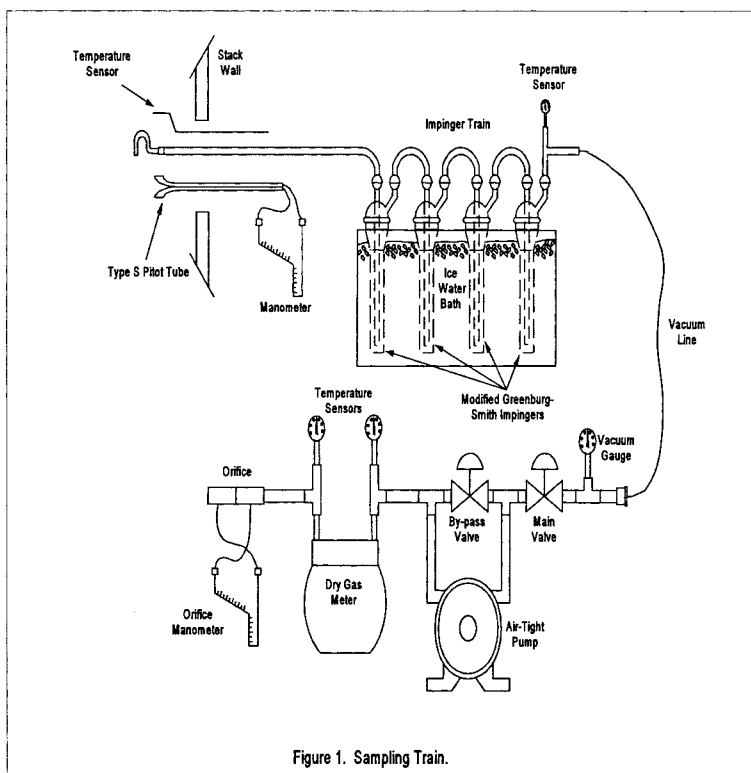 Temperature
Sensor
Stack
Wall
Temperature
Sensor
Impinger Train
Type S Pitot Tube
Manometer
Ice
Water
Bath
Vacuum
Line
Modified Greenburg-
Smith Impingers
Temperature
Sensors
Vacuum
Gauge
Orifice
By-pass
Valve
Main
Valve
Dry Gas
Meter
Orifice
Manometer
Air-Tight
Pump
Figure 1. Sampling Train.